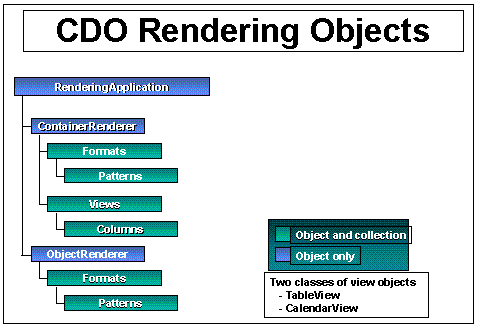 CDO Rendering Objects
RenderingApplication
ContainerRenderer
Formats
Patterns
Views
Columns
ObjectRenderer
Formats
Patterns
Object and collection
Object only
Two classes of view objects
- TableView
- CalendarView